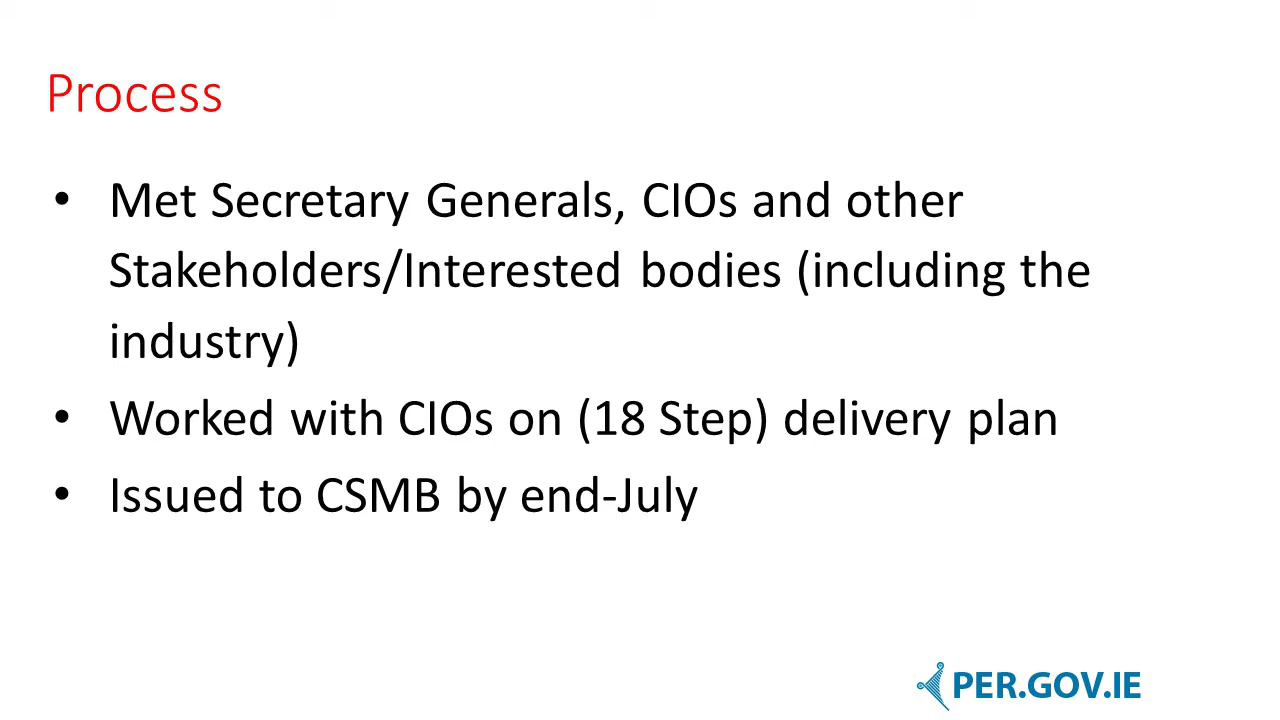 Process
• Met Secretary Generals, CIOs and other
Stakeholders/Interested bodies (including the
industry)
• Worked with CIOs on (18 Step) delivery plan
• Issued to CSMB by end-July
PER.GOV.IE